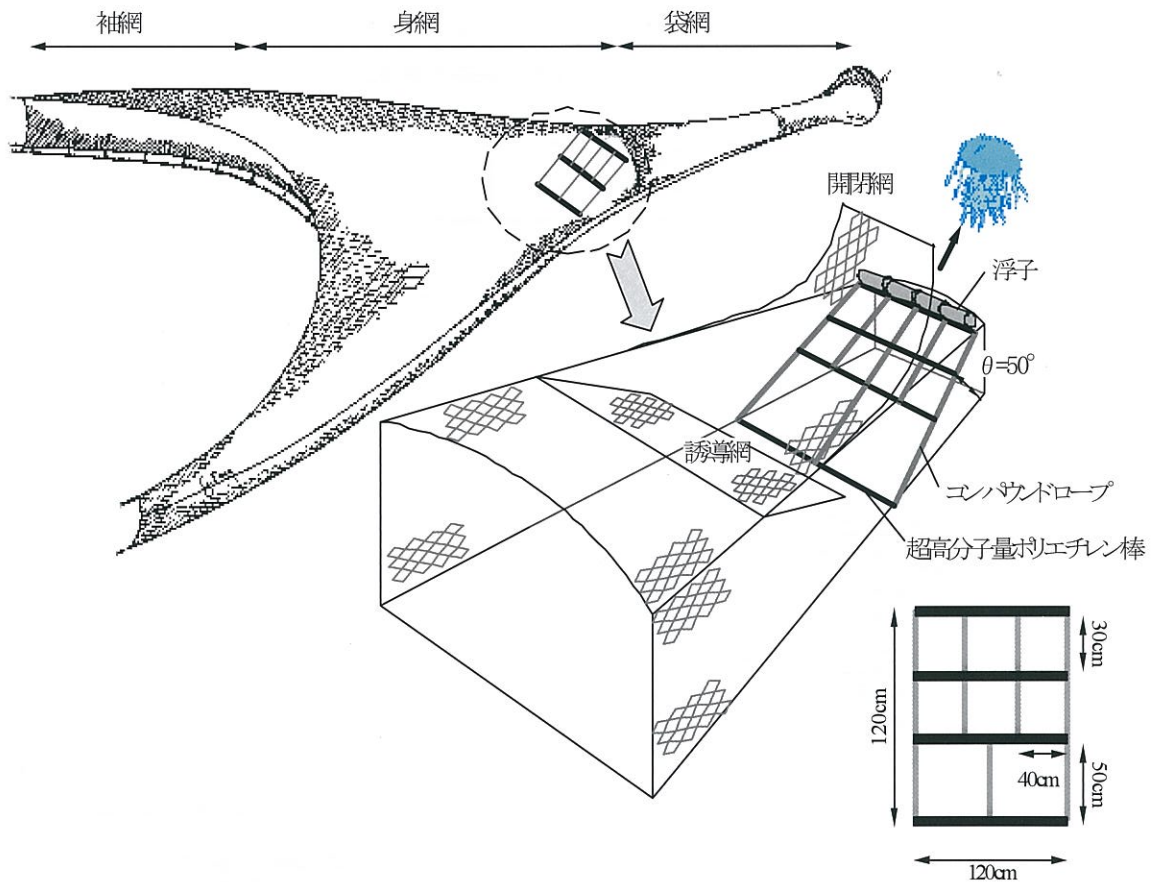 袖網
身網
袋網
開閉網
浮子
θ=50°
誘導網
コンパウンドロープ
超高分子量ポリエチレン棒
30cm
120cm
40cm
50cm
120cm